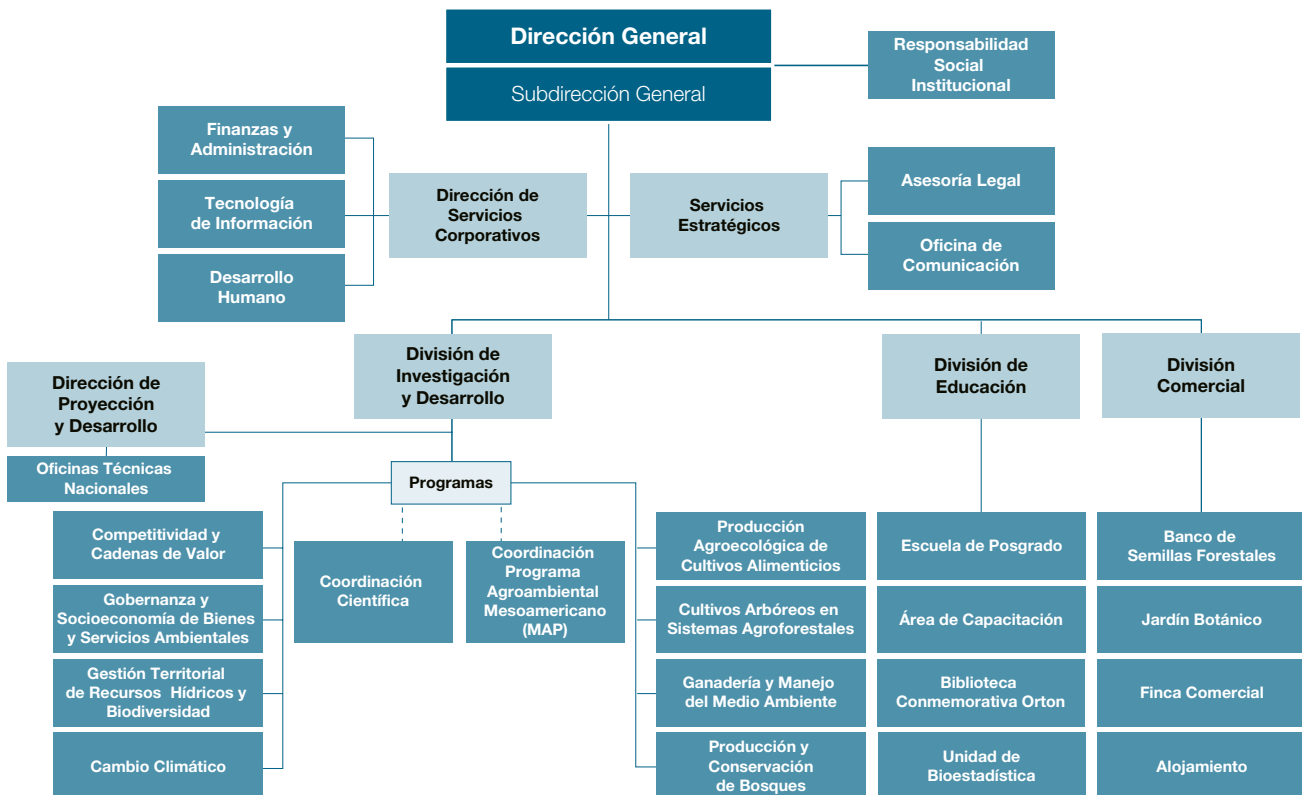 Dirección General
Subdirección General
Responsabilidad
Social
Institucional
Finanzas y
Administración
Tecnología
de Información
Desarrollo
Humano
Dirección de
Servicios
Corporativos
Servicios
Estratégicos
Asesoría Legal
Oficina de
Comunicación
Dirección de
Proyección
y Desarrollo
Oficinas Técnicas
Nacionales
División de
Investigación
y Desarrollo
División de
Educación
División
Comercial
Programas
Competitividad y
Cadenas de Valor
Gobernanza y
Socioeconomía de Bienes
y Servicios Ambientales
Gestión Territorial
de Recursos Hídricos y
Biodiversidad
Cambio Climático
Coordinación
Científica
Coordinación
Programa
Agroambiental
Mesoamericano
(MAP)
Producción
Agroecológica de
Cultivos Alimenticios
Cultivos Arbóreos en
Sistemas Agroforestales
Ganadería y Manejo
del Medio Ambiente
Producción y
Conservación
de Bosques
Escuela de Posgrado
Área de Capacitación
Biblioteca
Conmemorativa Orton
Unidad de
Bioestadística
Banco de
Semillas Forestales
Jardín Botánico
Finca Comercial
Alojamiento